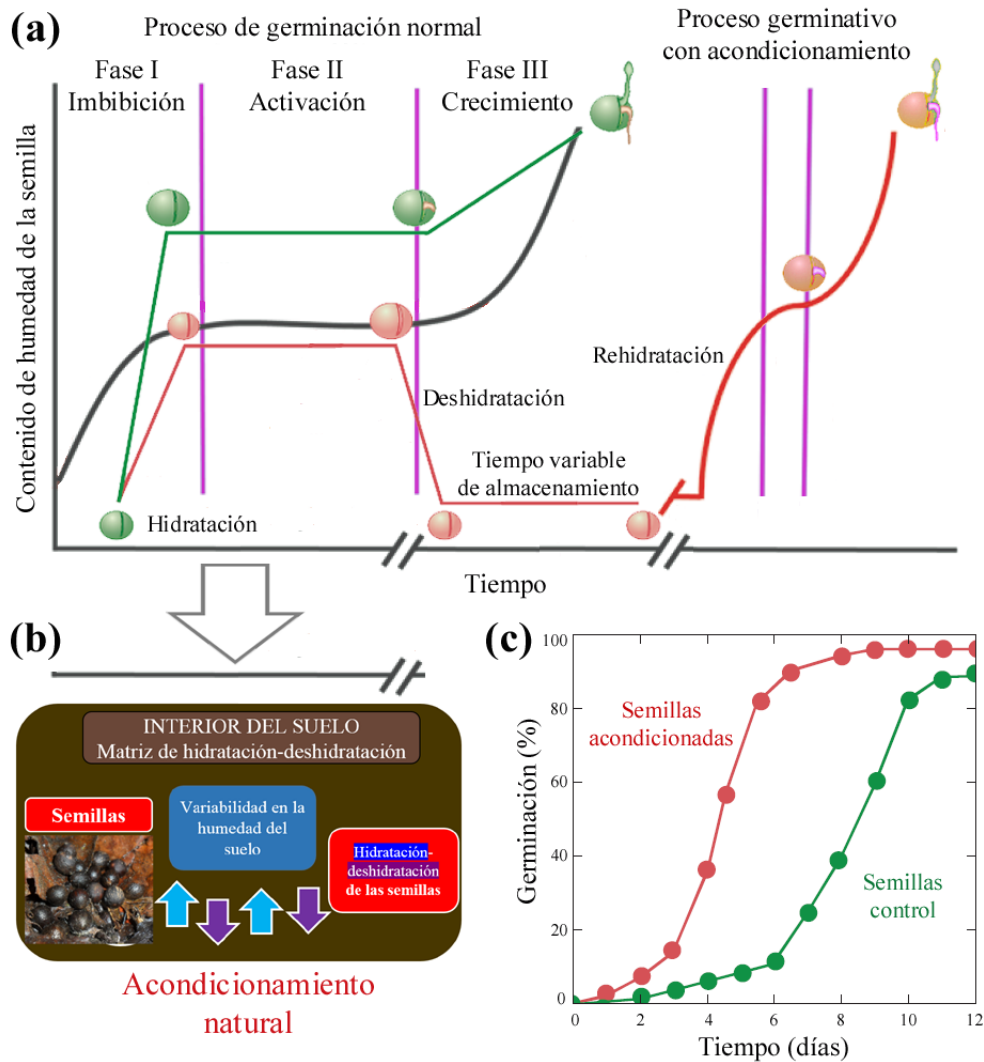 (a)
Proceso de germinación normal
Fase I
Imbibición
Fase II
Activación
Fase III
Crecimiento
Proceso germinativo
con acondicionamiento
Contenido de humedad de la semilla
Rehidratación
Deshidratación
Tiempo variable
de almacenamiento
Hidratación
Tiempo
(b)
INTERIOR DEL SUELO
Matriz de hidratación-deshidratación
Semillas
Variabilidad en la
humedad del
suelo
Hidratación-
deshidratación
de las semillas
Acondicionamiento
natural
(c)
Germinación (%)
100
80
60
40
20
0
Semillas
acondicionadas
Semillas
control
0 2 4 6 8 10 12
Tiempo (días)